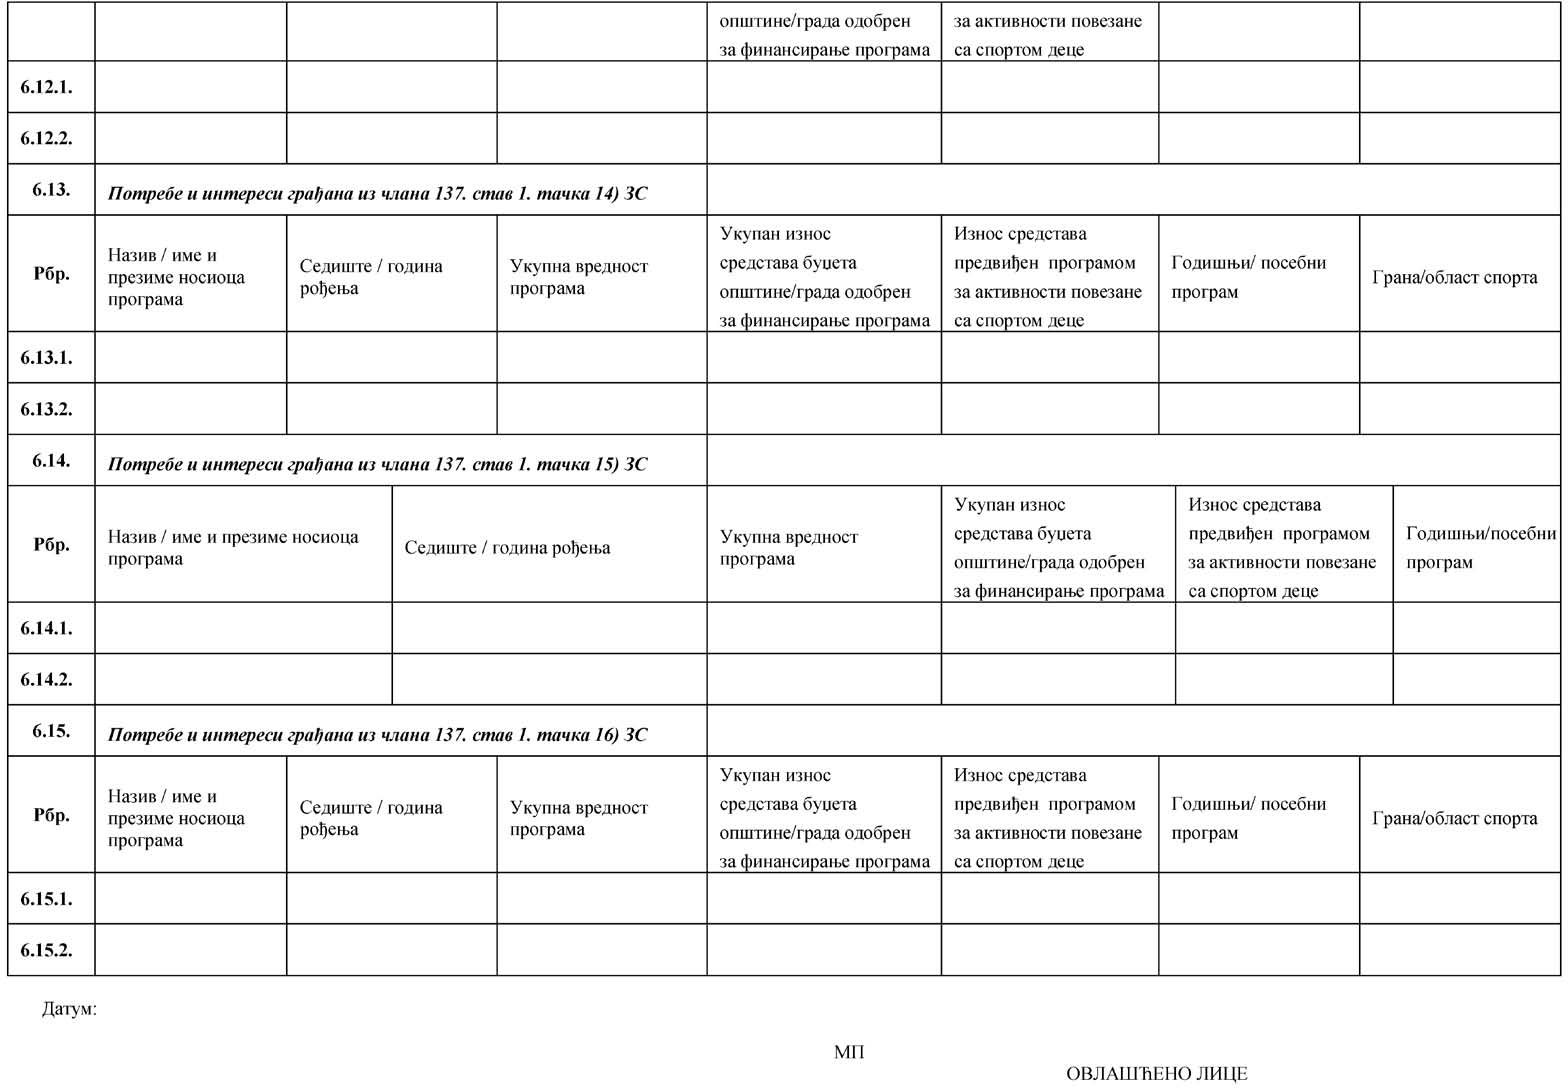 општине/града одобрен
за финансирање програма
за активности повезане
са спортом деце
6.12.1.
6.12.2.
6.13.
Потребе и интереси грађана из члана 137. став 1. тачка 14) ЗС
Рбр.
Назив / име и
презиме носиоца
програма
Седиште / година
рођења
Укупна вредност
програма
Укупан износ
средстава буџета
општине/града одобрен
за финансирање програма
Износ средстава
предвиђен програмом
за активности повезане
са спортом деце
Годишњи/ посебни
програм
Грана/област спорта
6.13.1.
6.13.2.
6.14.
Потребе и интереси грађана из члана 137. став 1. тачка 15) ЗС
Рбр.
Назив / име и презиме носиоца
програма
Седиште / година рођења
Укупна вредност
програма
Укупан износ
средстава буџета
општине/града одобрен
за финансирање програма
Износ средстава
предвиђен програмом
за активности повезане
са спортом деце
Годишњи/посебни
програм
6.14.1.
6.14.2.
6.15.
Потребе и интереси грађана из члана 137. став 1. тачка 16) ЗС
Рбр.
Назив / име и
презиме носиоца
програма
Седиште / година
рођења
Укупна вредност
програма
Укупан износ
средстава буџета
општине/града одобрен
за финансирање програма
Износ средстава
предвиђен програмом
за активности повезане
са спортом деце
Годишњи/ посебни
програм
Грана/област спорта
6.15.1.
6.15.2.
Датум:
МП
ОВЛАШЋЕНО ЛИЦЕ